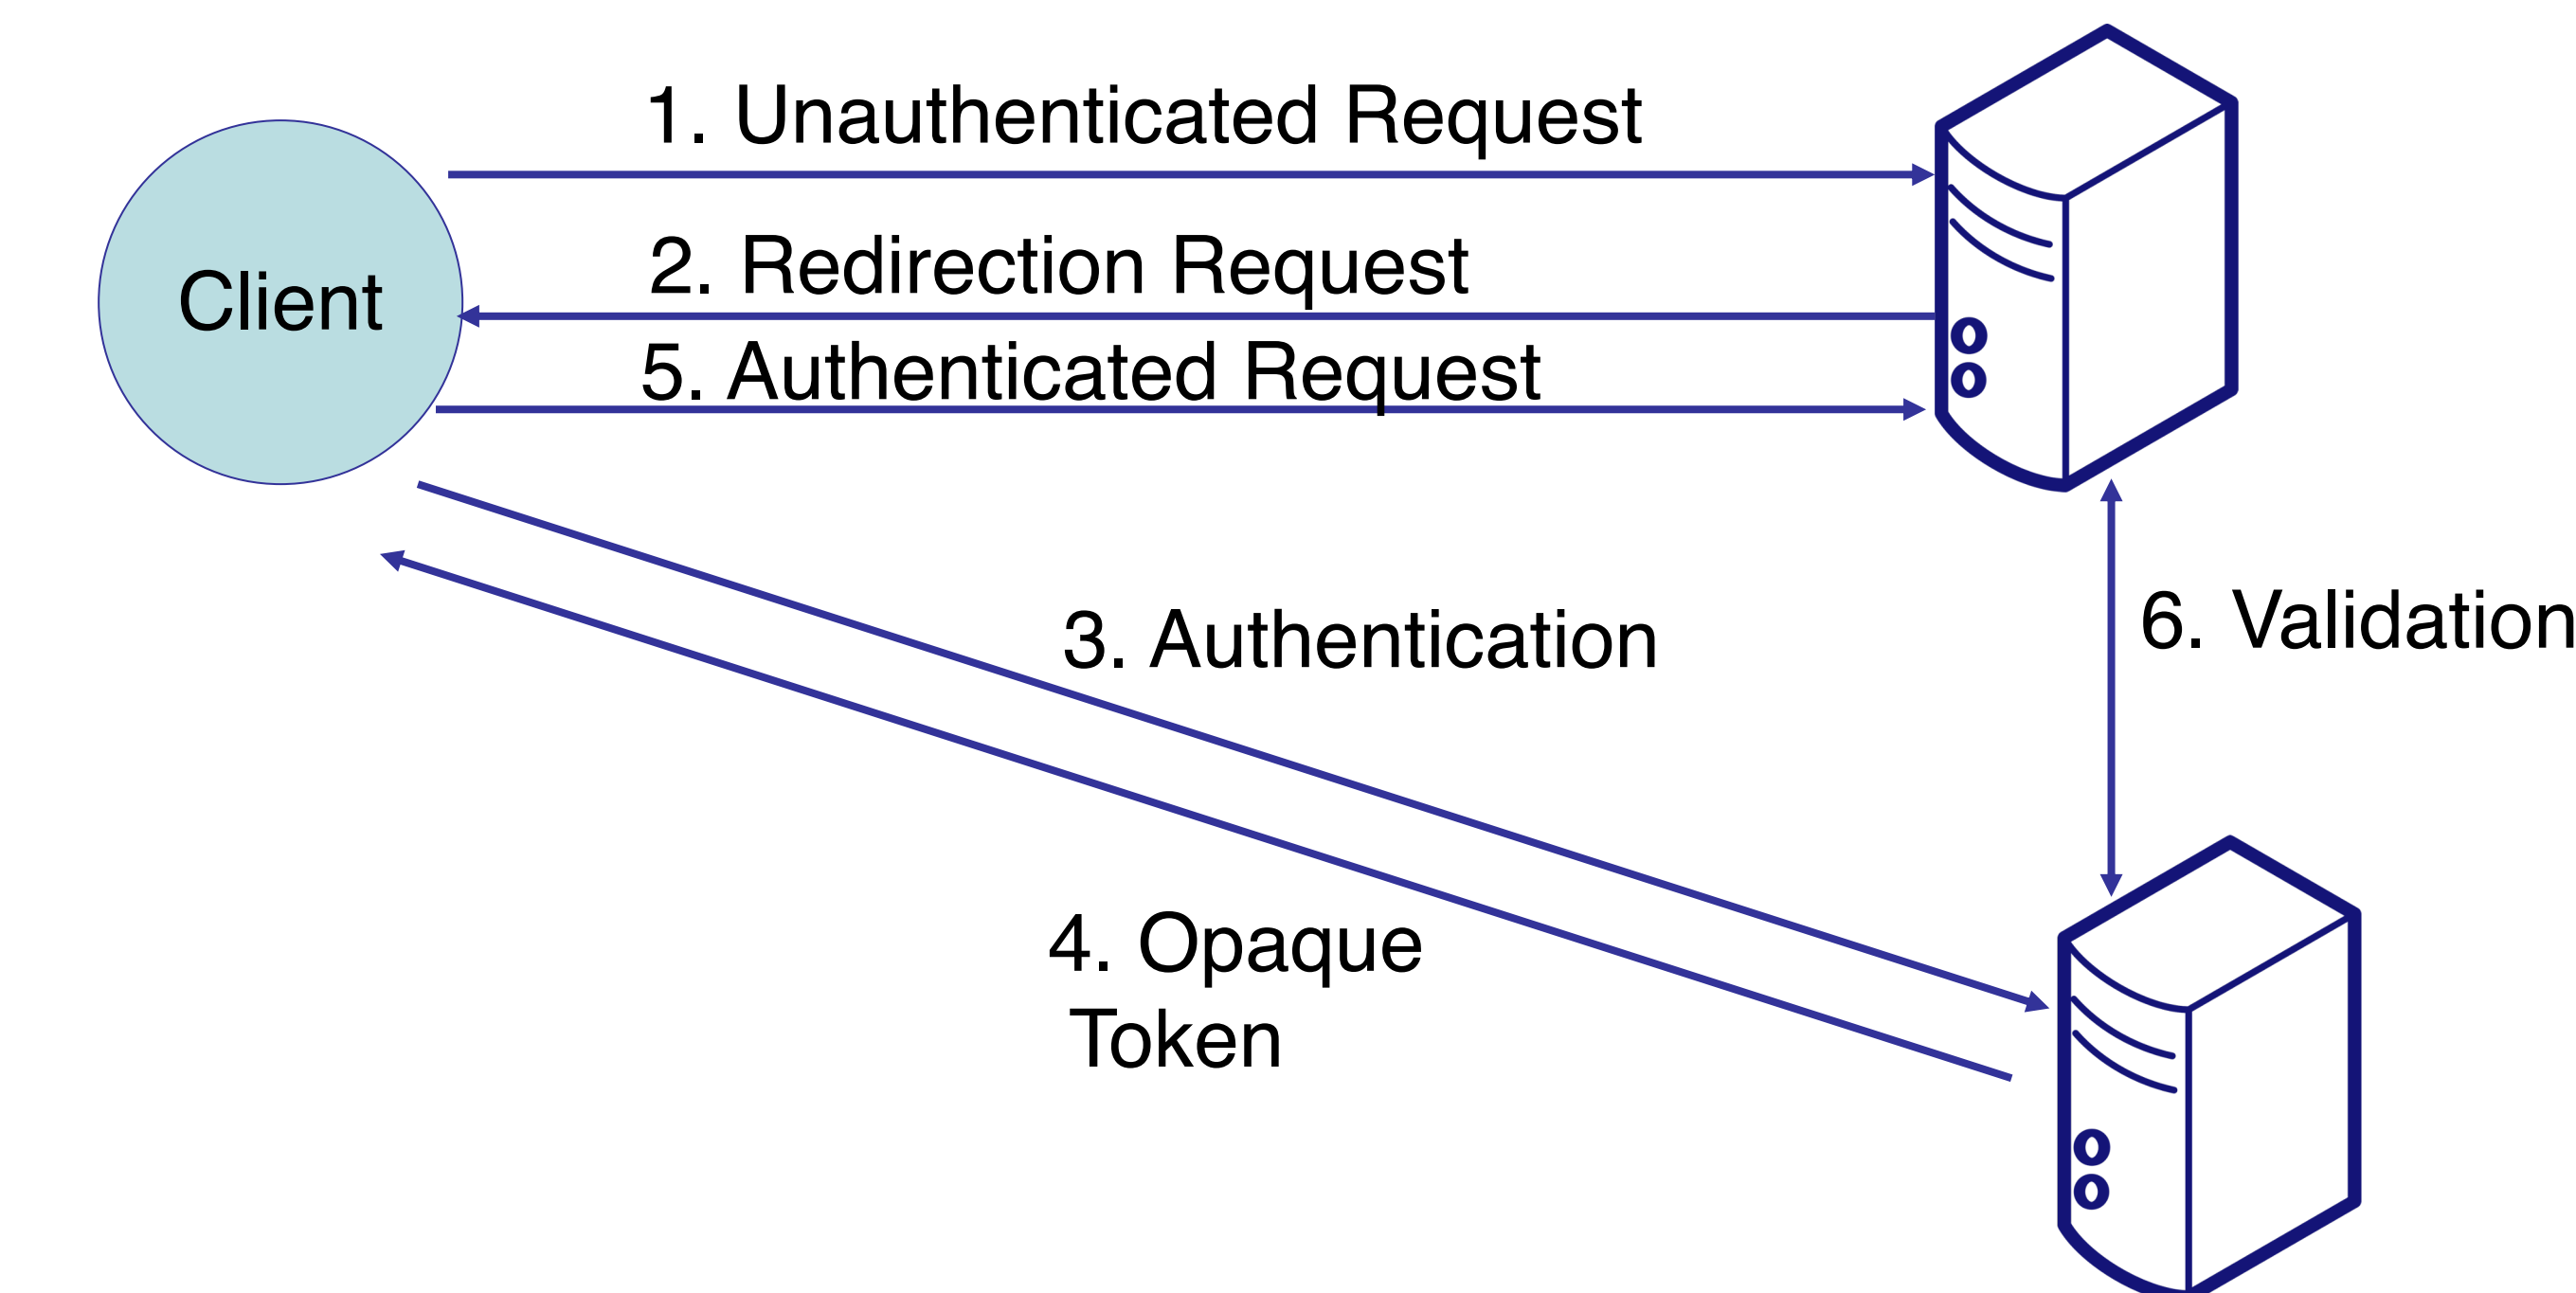 1. Unauthenticated Request
2. Redirection Request
Client
5. Authenticated Request
3. Authentication
6. Validation
4. Opaque
Token